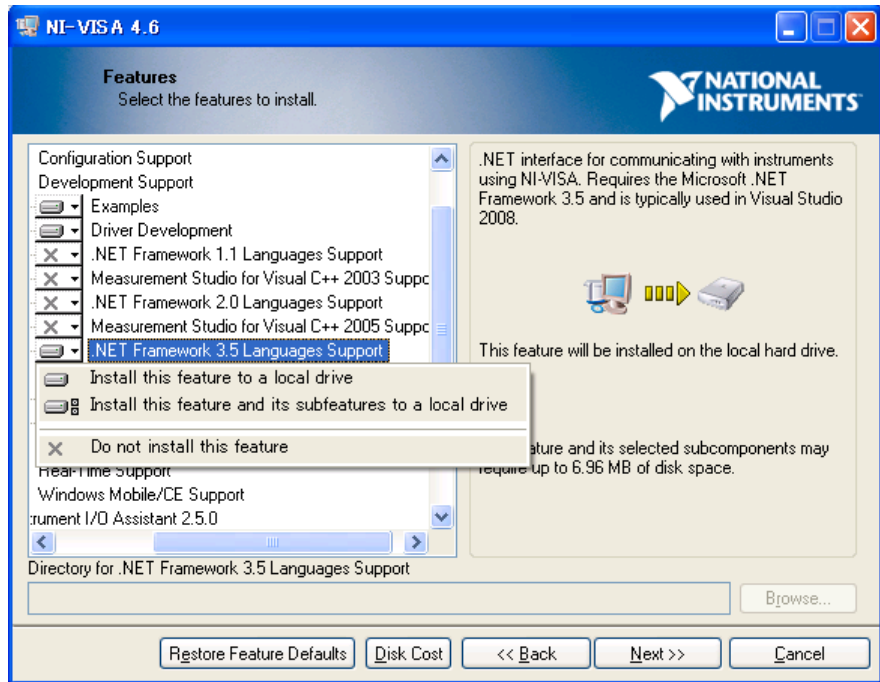 NI-VISA 4.6
Features
Select the features to install.
NATIONAL
INSTRUMENTS
Configuration Support
Development Support
Examples
Driver Development
.NET Framework 1.1 Languages Support
Measurement Studio for Visual C++ 2003 Suppo
.NET Framework 2.0 Languages Support
Measurement Studio for Visual C++ 2005 Suppo
.NET Framework 3.5 Languages Support
Install this feature to a local drive
Install this feature and its subfeatures to a local drive
Do not install this feature
Real-Time Support
Windows Mobile/CE Support
trument I/O Assistant 2.5.0
.NET interface for communicating with instruments
using NI-VISA. Requires the Microsoft .NET
Framework 3.5 and is typically used in Visual Studio
2008.
This feature will be installed on the local hard drive.
ature and its selected subcomponents may
require up to 6.96 MB of disk space.
Directory for .NET Framework 3.5 Languages Support
Browse...
Restore Feature Defaults
Disk Cost
<< Back
Next >>
Cancel